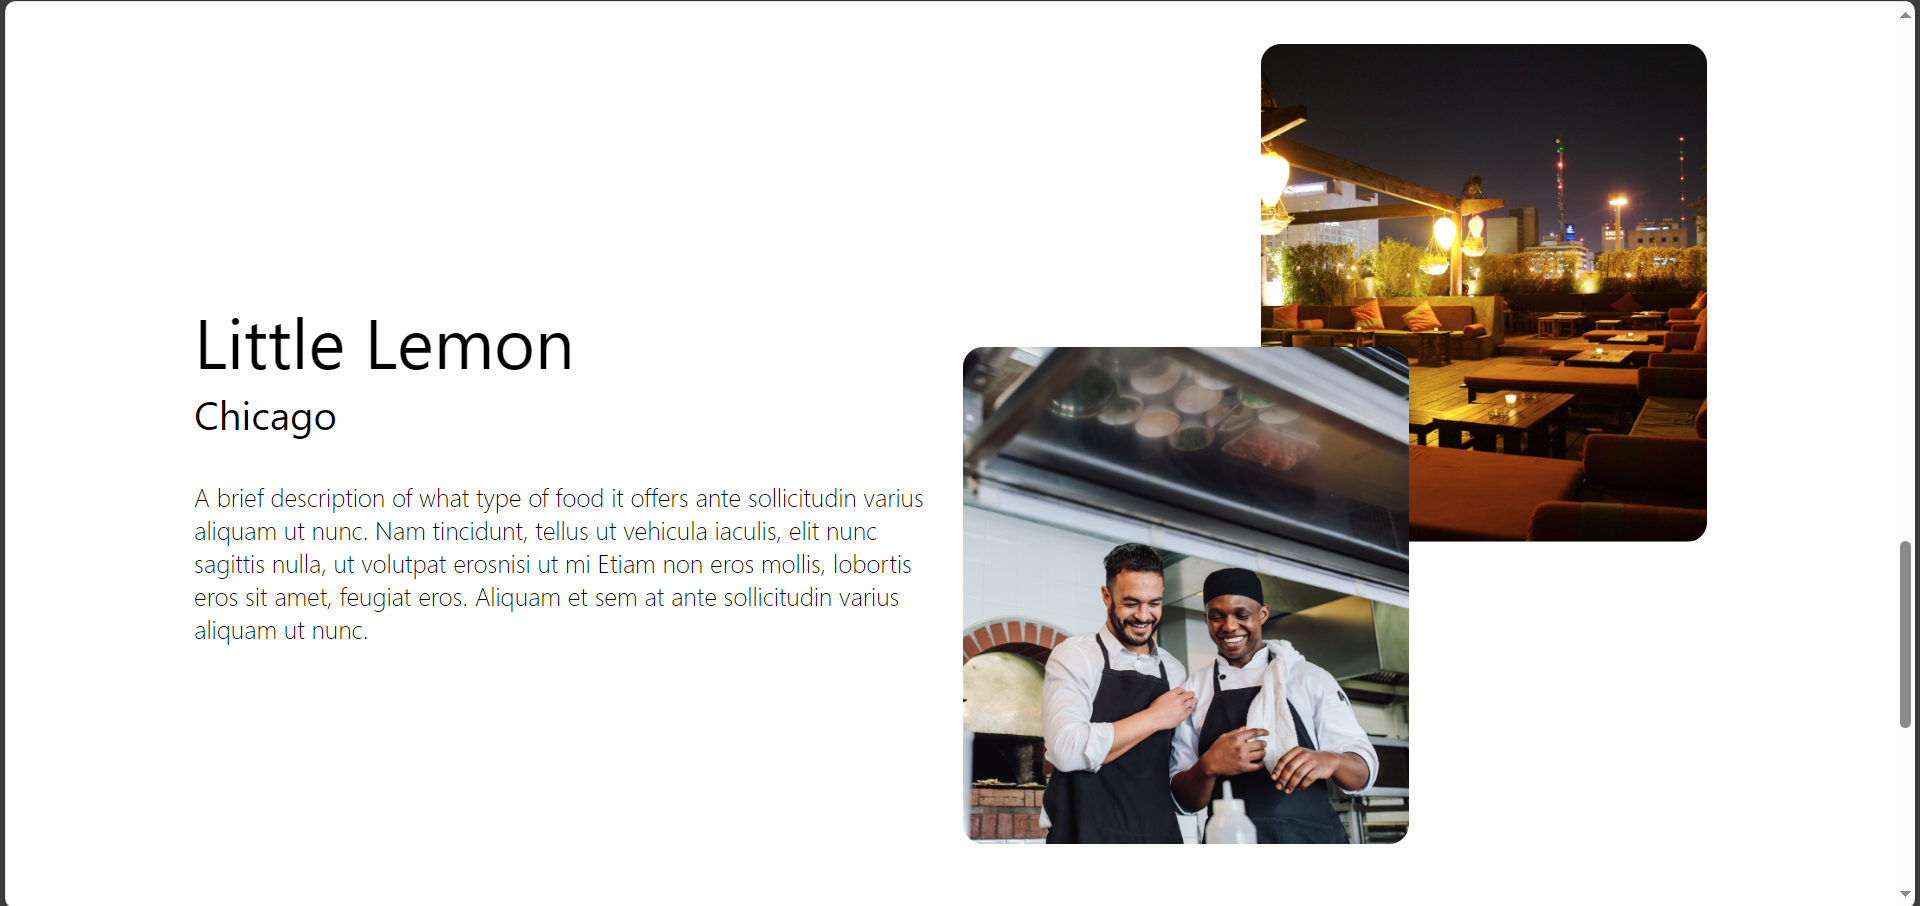 Little Lemon
Chicago
A brief description of what type of food it offers ante sollicitudin varius
aliquam ut nunc. Nam tincidunt, tellus ut vehicula iaculis, elit nunc
sagittis nulla, ut volutpat erosnisi ut mi Etiam non eros mollis, lobortis
eros sit amet, feugiat eros. Aliquam et sem at ante sollicitudin varius
aliquam ut nunc.